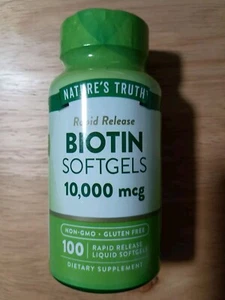 NATURE'S TRUTH
Rapid Release
BIOTIN
SOFTGELS
10,000 mcg
NON-GMO • GLUTEN FREE
100 RAPID RELEASE
LIQUID SOFTGELS
DIETARY SUPPLEMENT